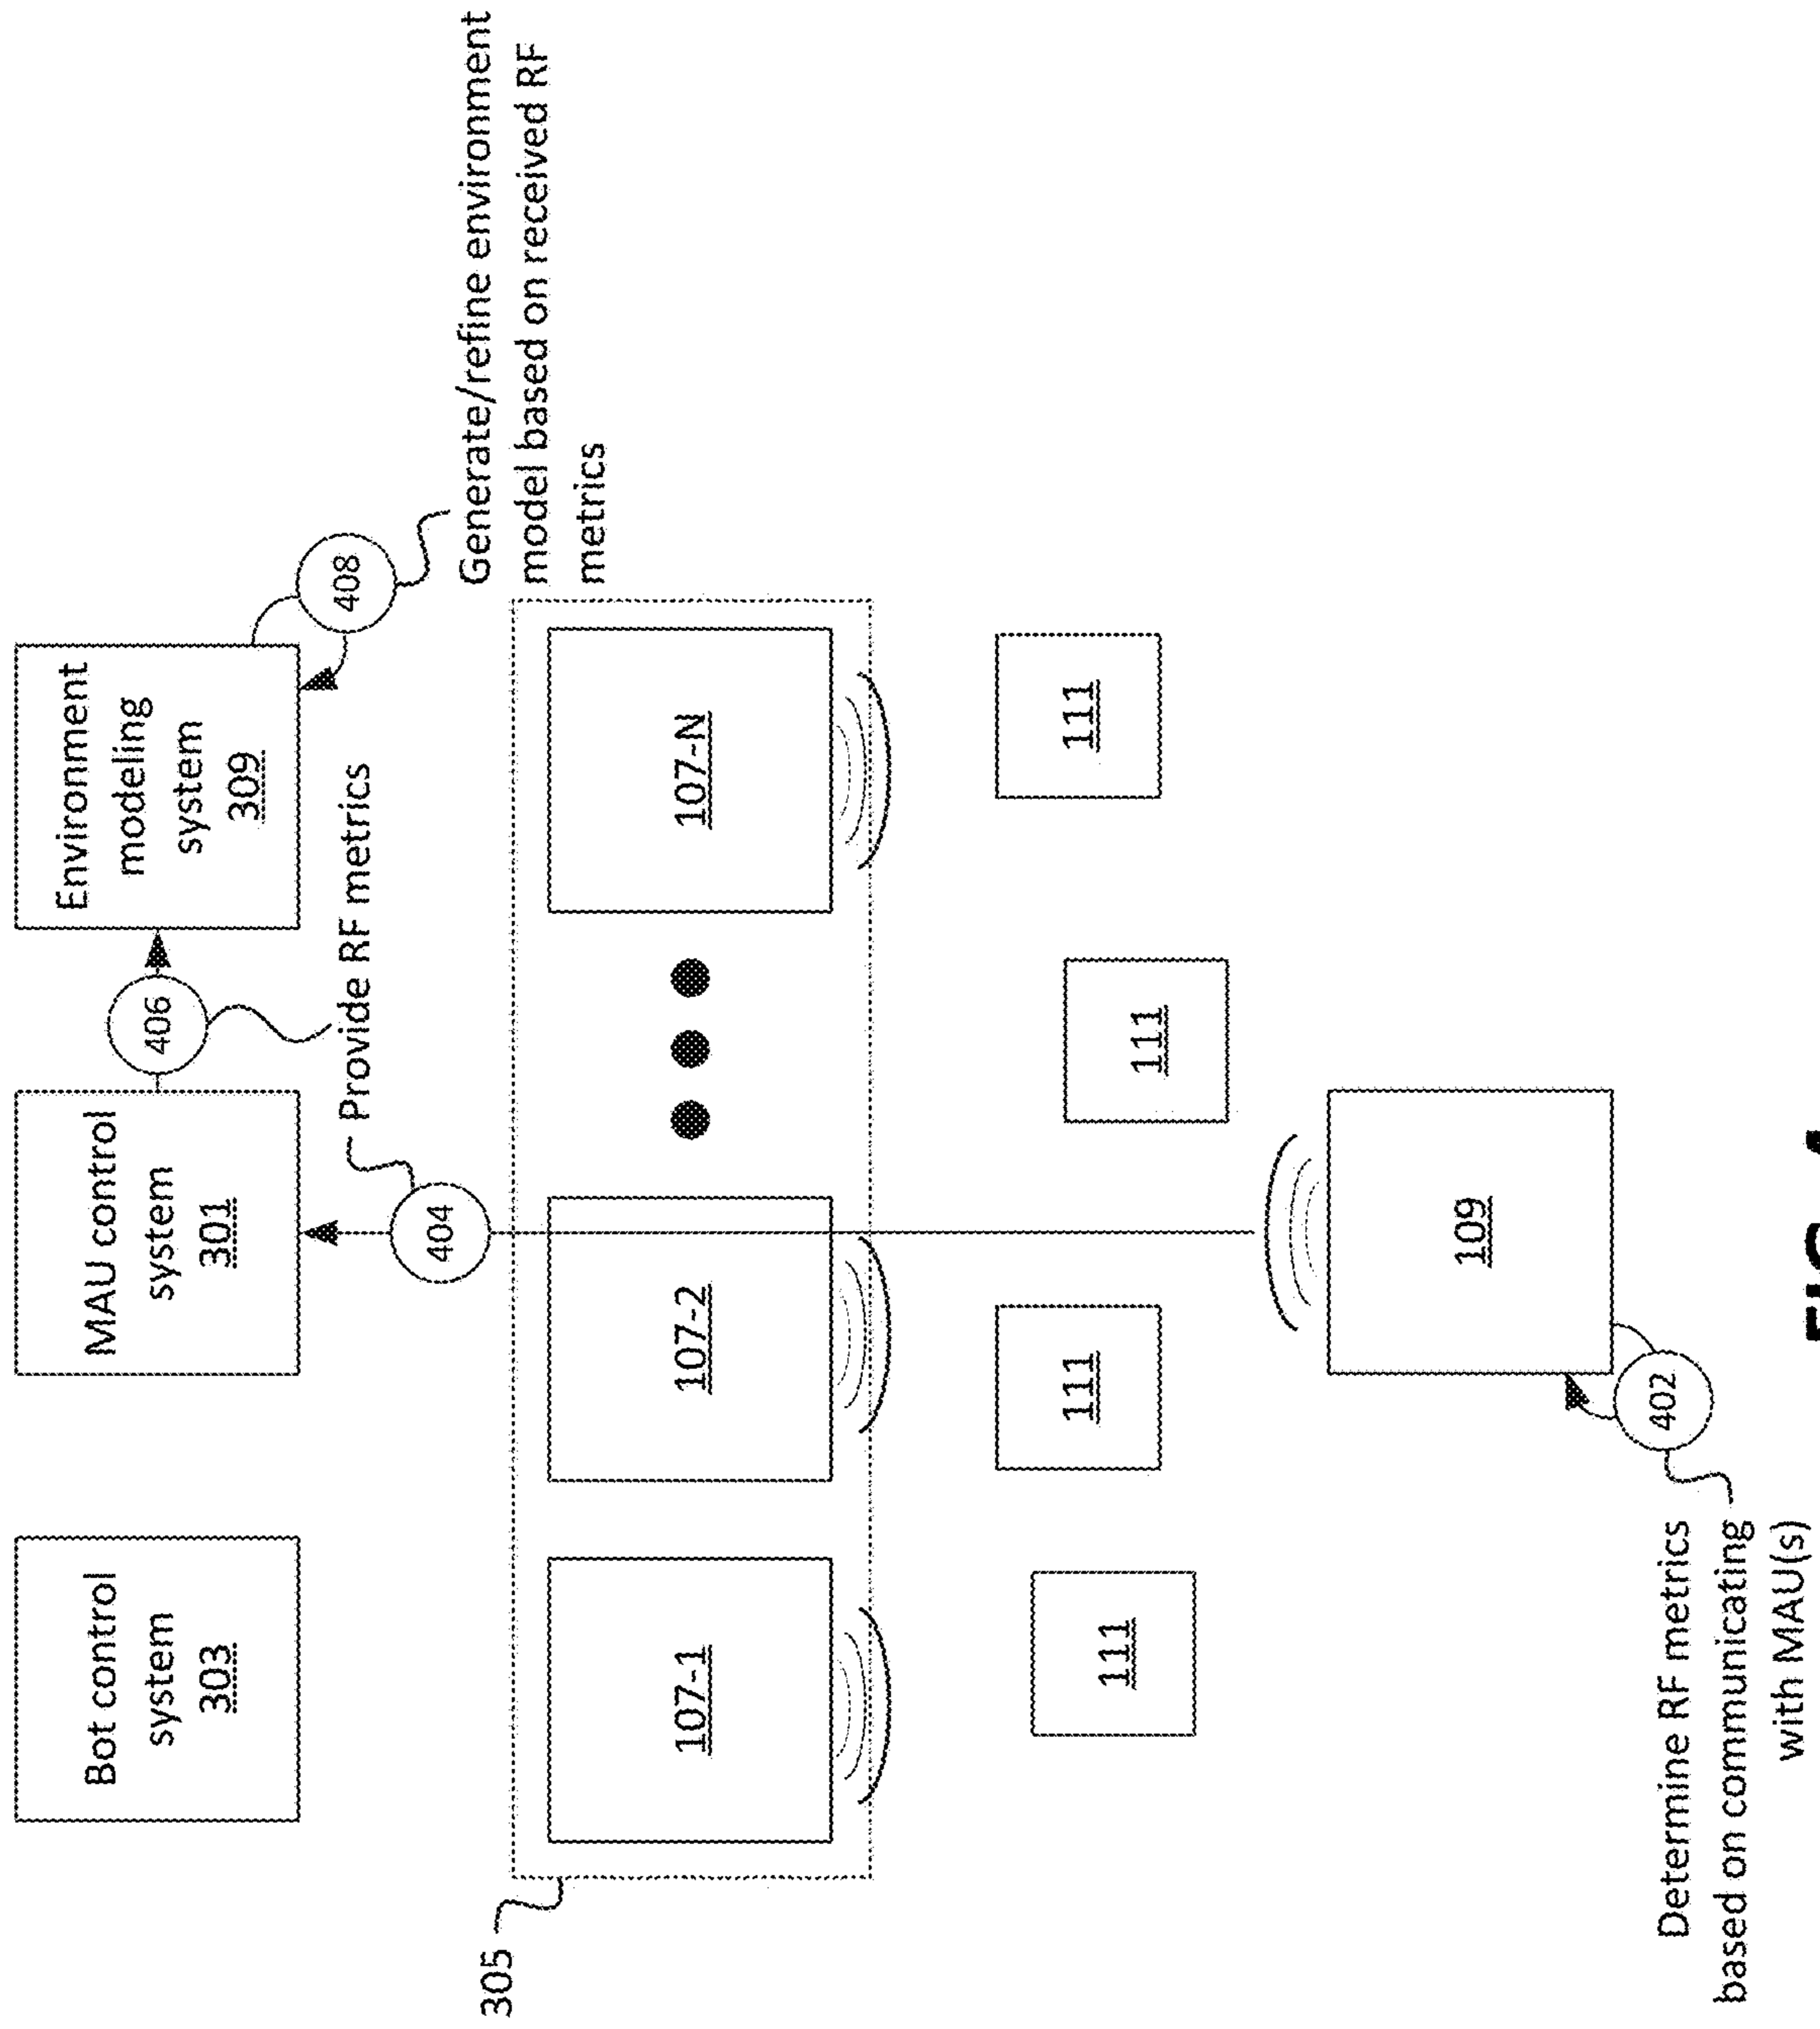 Bot control
system
303
MAU control
system
301
406
Environment
modeling
system
309
408
Provide RF metrics
404
Generate/refine environment
model based on received RF
metrics
305
107-1
107-2
107-N
111
111
111
111
109
402
Determine RF metrics
based on communicating
with MAU(s)